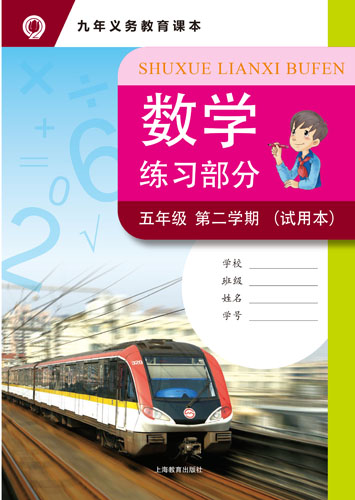 九年义务教育课本
SHUXUE LIANXI BUFEN
数学
练习部分
五年级 第二学期 （试用本）
学校
班级
姓名
学号
上海教育出版社